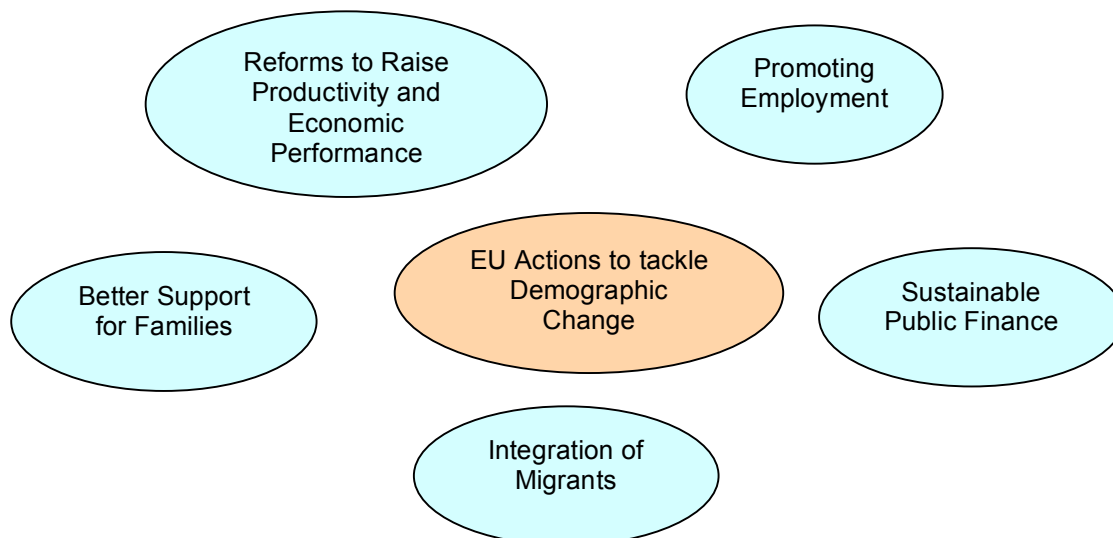 Reforms to Raise
Productivity and
Economic
Performance
Promoting
Employment
EU Actions to tackle
Demographic
Change
Better Support
for Families
Sustainable
Public Finance
Integration of
Migrants